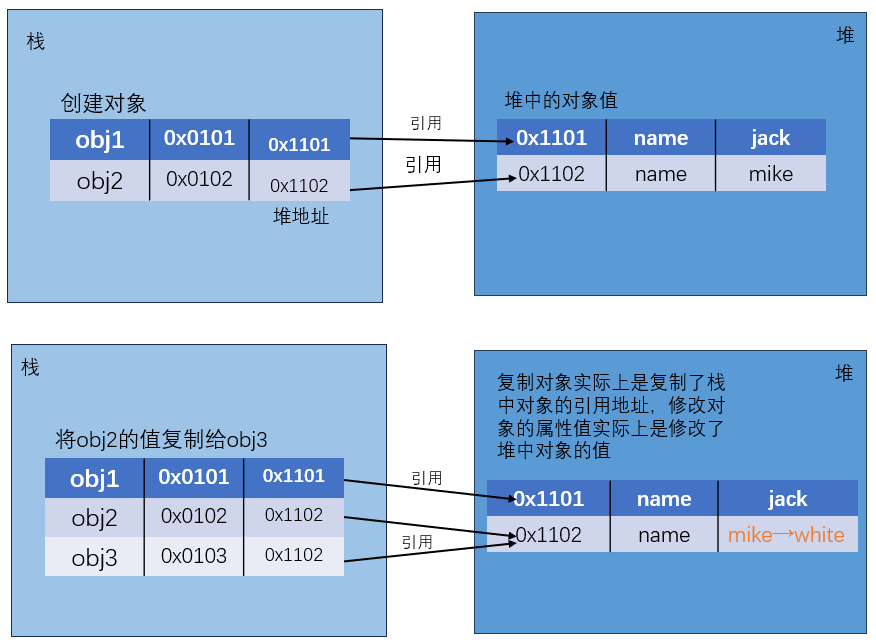 栈
创建对象
obj1 0x0101 0x1101
obj2 0x0102 0x1102
堆地址
引用
引用
堆
堆中的对象值
0x1101 name jack
0x1102 name mike
栈
将obj2的值复制给obj3
obj1 0x0101 0x1101
obj2 0x0102 0x1102
obj3 0x0103 0x1102
引用
引用
堆
复制对象实际上是复制了栈
中对象的引用地址，修改对
象的属性值实际上是修改了
堆中对象的值
0x1101 name jack
0x1102 name mike→white